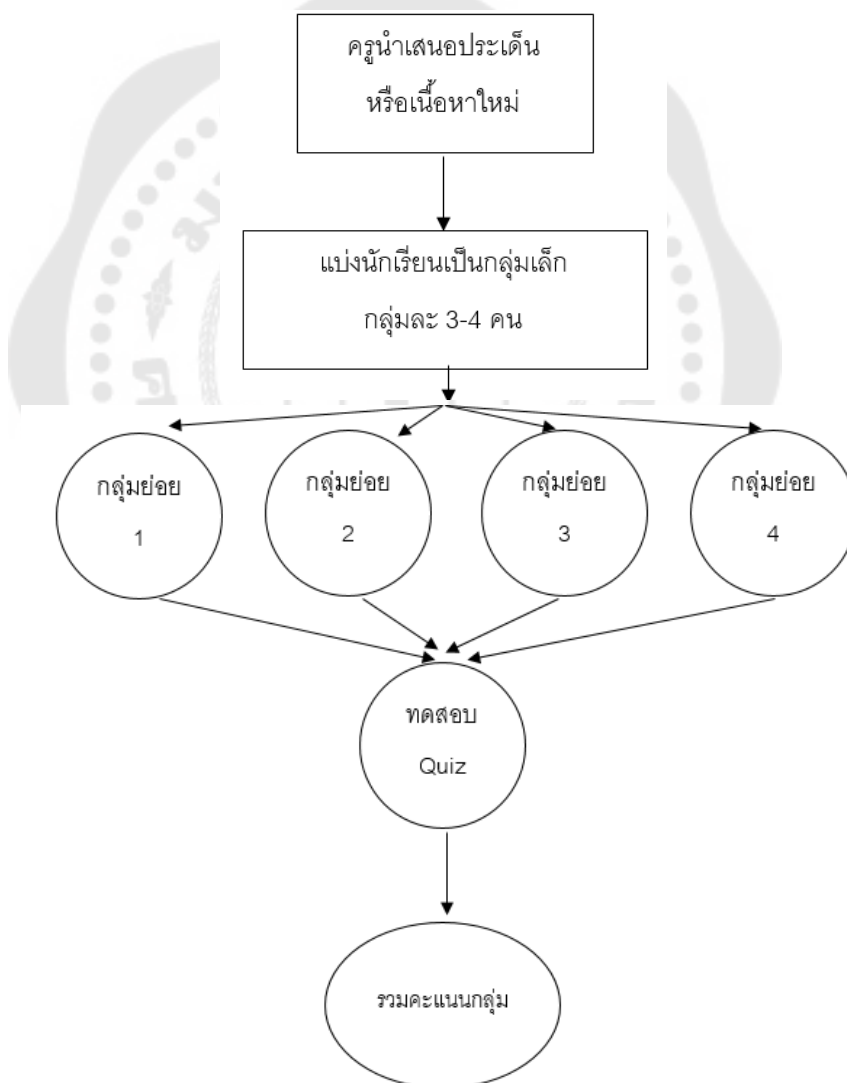 ครูนำเสนอประเด็น
หรือเนื้อหาใหม่
แบ่งนักเรียนเป็นกลุ่มเล็ก
กลุ่มละ 3-4 คน
กลุ่มย่อย
1
กลุ่มย่อย
2
กลุ่มย่อย
3
กลุ่มย่อย
4
ทดสอบ
Quiz
รวมคะแนนกลุ่ม